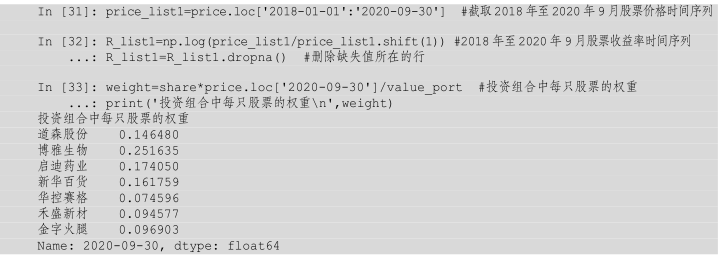 In [31]: price_list1=price.loc['2018-01-01':'2020-09-30']  #截取2018年至2020年9月股票价格时间序列
In [32]: R_list1=np.log(price_list1/price_list1.shift(1)) #2018年至2020年9月股票收益率时间序列
    ...: R_list1=R_list1.dropna()  #删除缺失值所在的行
In [33]: weight=share*price.loc['2020-09-30']/value_port  #投资组合中每只股票的权重
    ...: print('投资组合中每只股票的权重\n',weight)
投资组合中每只股票的权重
道森股份    0.146480
博雅生物    0.251635
启迪药业    0.174050
新华百货    0.161759
华控赛格    0.074596
禾盛新材    0.094577
金字火腿    0.096903
Name: 2020-09-30, dtype: float64